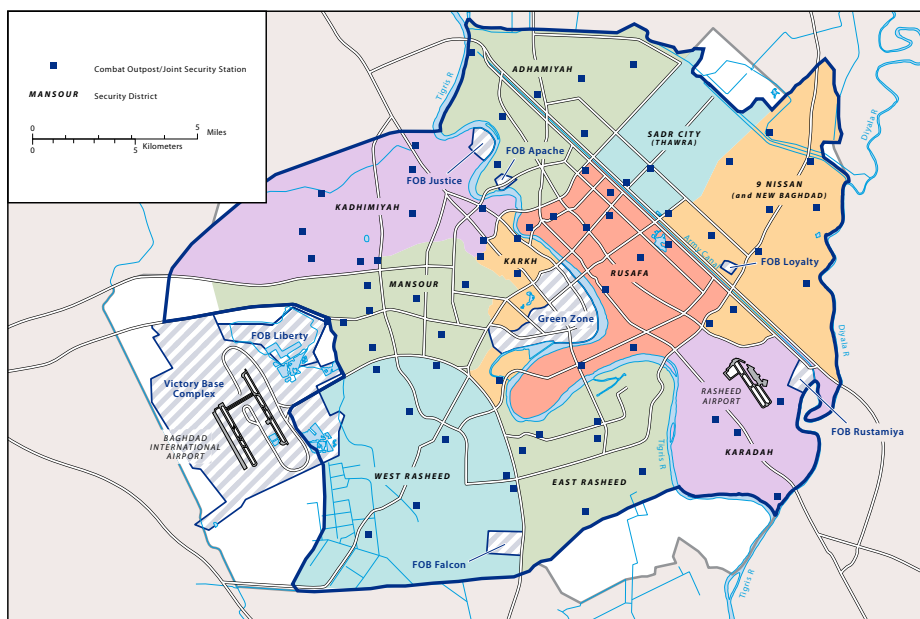 Combat Outpost/Joint Security Station
MANSOUR Security District
0 5 Miles
0 5
Kilometers
Tigris R
ADHAMIYAH
SADR CITY
(THAWRA)
Diyala R
FOB Apache
FOB Justice
KADHIMIYAH
9 NISSAN
(and NEW BAGHDAD)
Army Canal
KARKH
RUSAFA
FOB Loyalty
MANSOUR
Green Zone
FOB Liberty
Diyala R
Victory Base
Complex
RASHEED
AIRPORT
BAGHDAD
INTERNATIONAL
AIRPORT
FOB Rustamiya
Tigris R
KARADAH
WEST RASHEED
EAST RASHEED
FOB Falcon
Tigris R